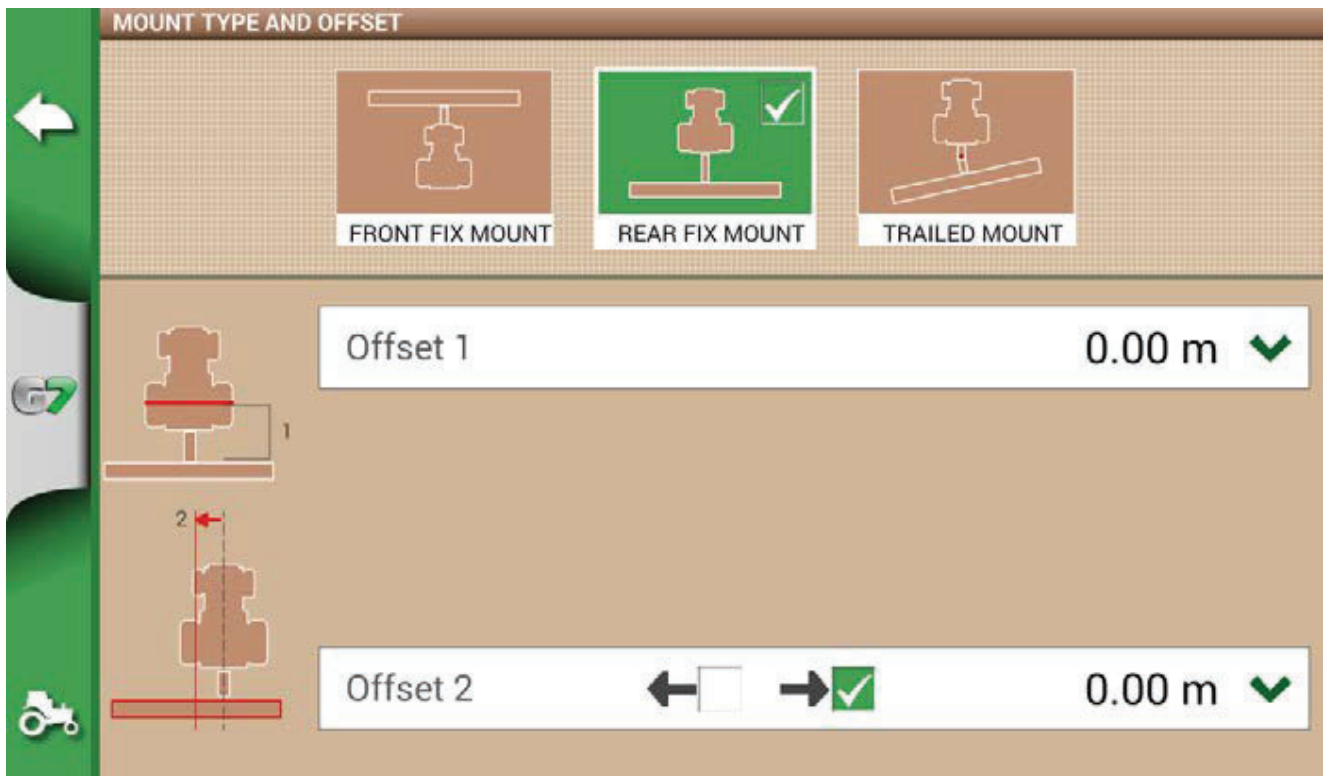 MOUNT TYPE AND OFFSET
FRONT FIX MOUNT
REAR FIX MOUNT
TRAILED MOUNT
Offset 1
0.00 m
G7
1
2
Offset 2
0.00 m